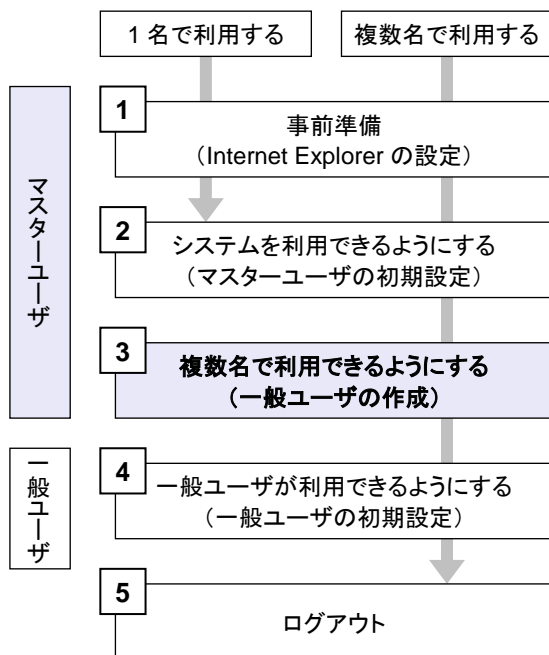 1 名で利用する
複数名で利用する
マスターユーザ
1
事前準備
（Internet Explorer の設定）
2
システムを利用できるようにする
（マスターユーザの初期設定）
3
複数名で利用できるようにする
（一般ユーザの作成）
一般ユーザ
4
一般ユーザが利用できるようにする
（一般ユーザの初期設定）
5
ログアウト